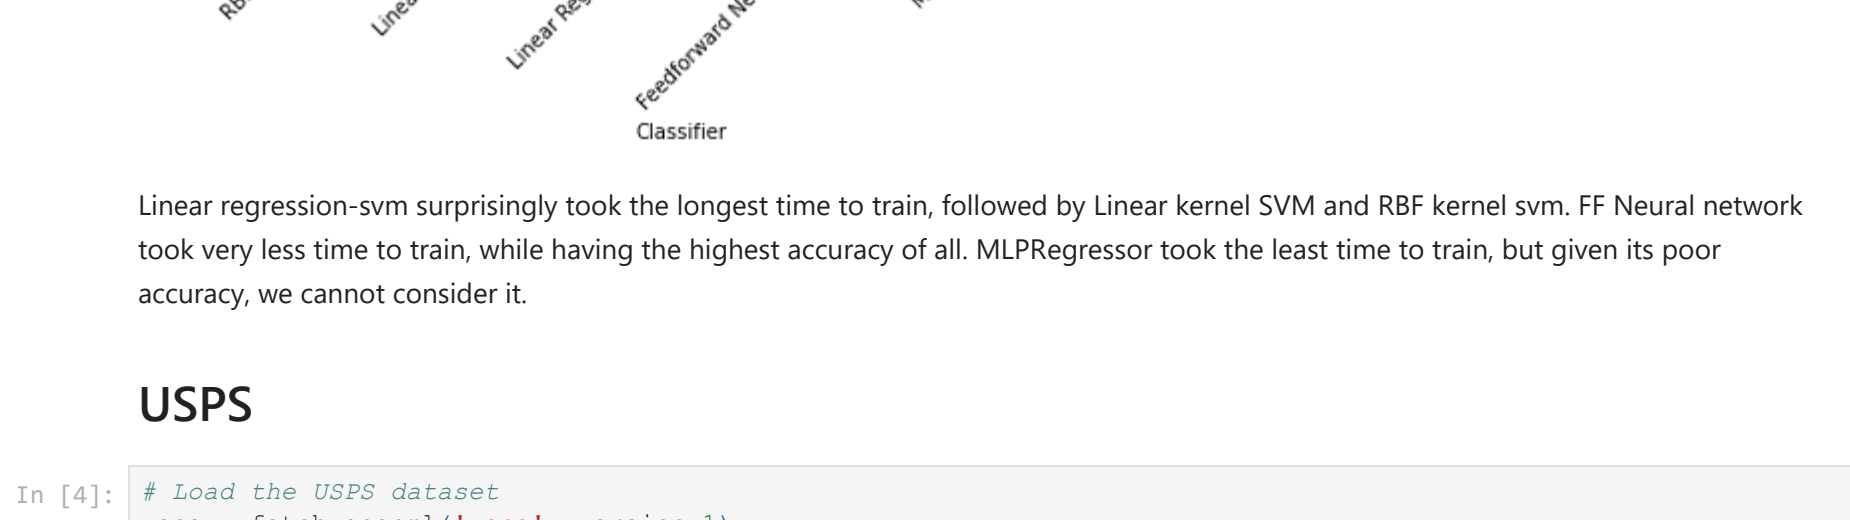 Feedforward
Classifier
Linear regression-svm surprisingly took the longest time to train, followed by Linear kernel SVM and RBF kernel svm. FF Neural network
took very less time to train, while having the highest accuracy of all. MLPRegressor took the least time to train, but given its poor
accuracy, we cannot consider it.
USPS
In [4]: # Load the USPS dataset